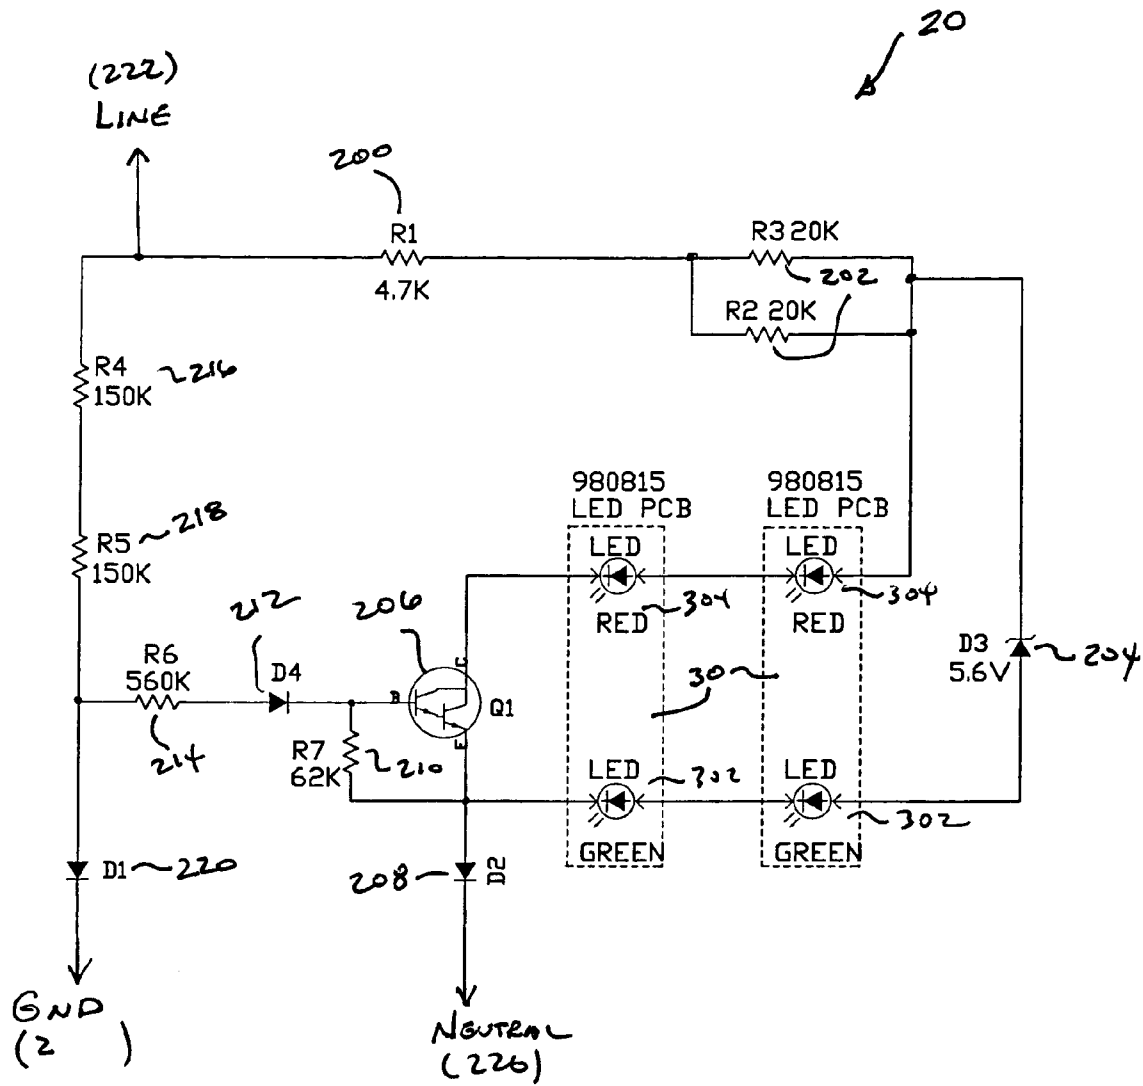 20
(222)
LINE
200
R1
4.7K
R3 20K
202
R2 20K
R4
150K
216
R5
150K
218
980815
LED PCB
980815
LED PCB
LED
LED
304
304
RED
RED
212
206
R6
560K
D4
B
C
E
Q1
D3
5.6V
204
30
214
R7
62K
210
LED
302
LED
302
GREEN
GREEN
D1
220
208
D2
GND
(2 )
NEUTRAL
(226)